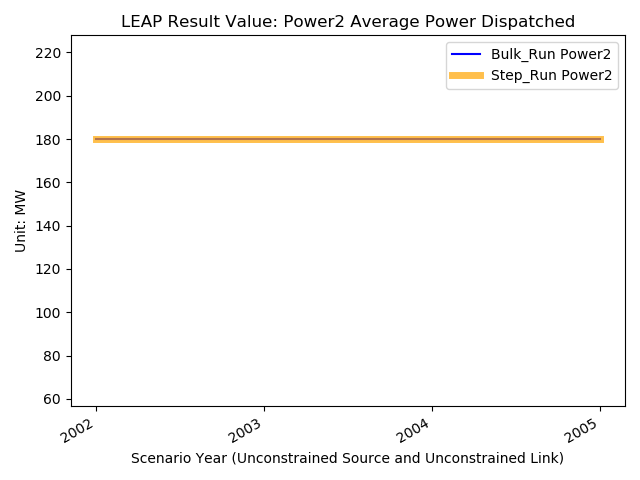 LEAP Result Value: Power2 Average Power Dispatched
Bulk_Run Power2
Step_Run Power2
Unit: MW
220
200
180
160
140
120
100
80
60
2002
2003
2004
2005
Scenario Year (Unconstrained Source and Unconstrained Link)